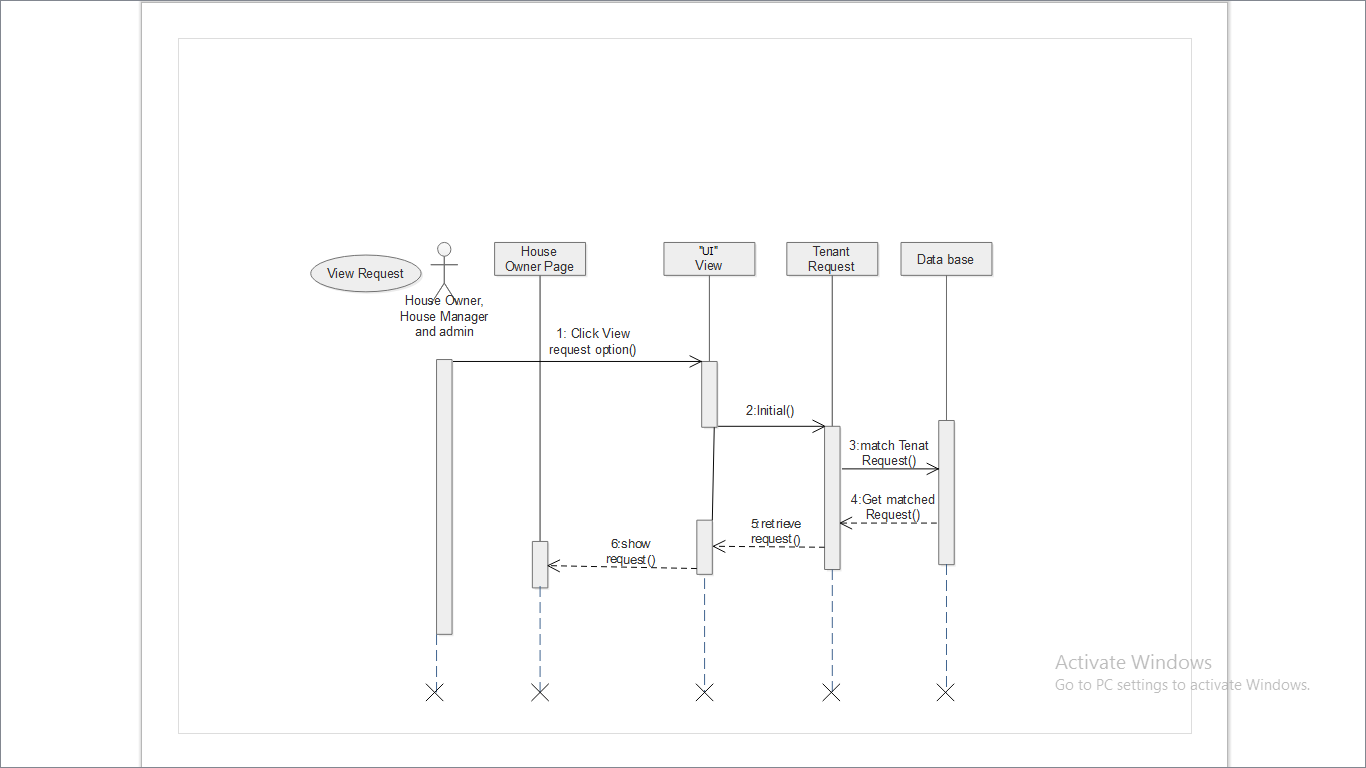 View Request
House Owner,
House Manager
and admin
House
Owner Page
"UI"
View
Tenant
Request
Data base
1: Click View
request option()
2:Initial()
3:match Tenat
Request()
4:Get matched
Request()
5:retrieve
request()
6:show
request()
Activate Windows
Go to PC settings to activate Windows.